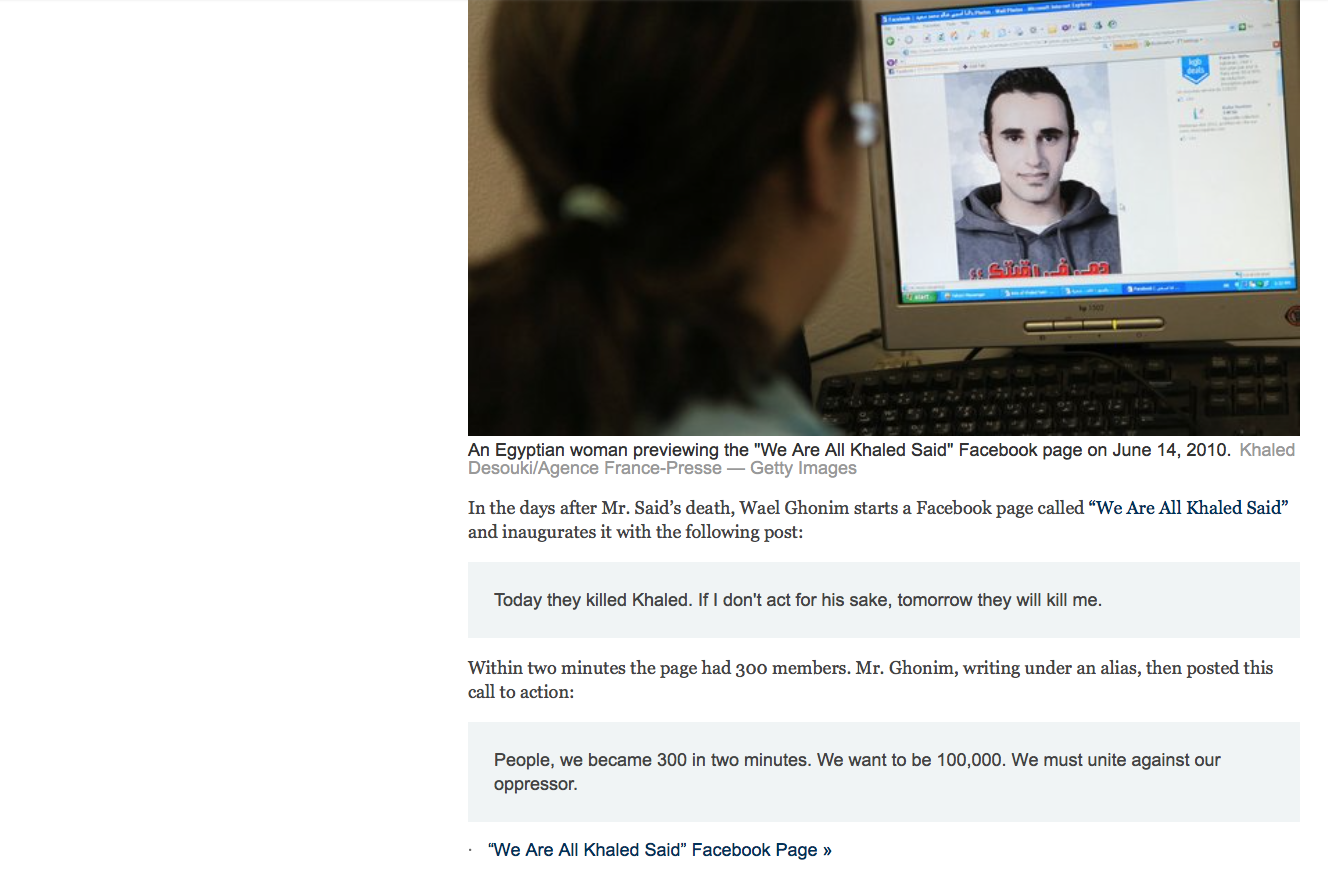 kgb
deals
hp 1502
An Egyptian woman previewing the "We Are All Khaled Said" Facebook page on June 14, 2010. Khaled
Desouki/Agence France-Presse — Getty Images
In the days after Mr. Said’s death, Wael Ghonim starts a Facebook page called “We Are All Khaled Said”
and inaugurates it with the following post:
Today they killed Khaled. If I don't act for his sake, tomorrow they will kill me.
Within two minutes the page had 300 members. Mr. Ghonim, writing under an alias, then posted this
call to action:
People, we became 300 in two minutes. We want to be 100,000. We must unite against our
oppressor.
· “We Are All Khaled Said” Facebook Page »